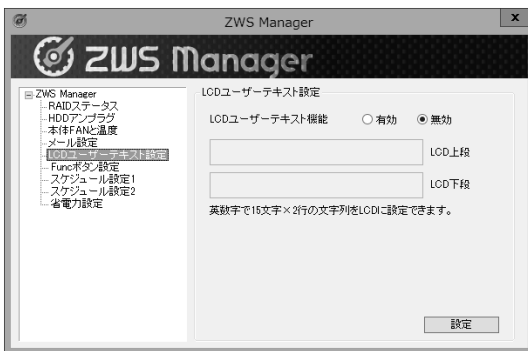 ZWS Manager
x
ZWS Manager
ZWS Manager
RAIDステータス
HDDアンプラグ
本体FANと温度
メール設定
LCDユーザーテキスト設定
Funcボタン設定
スケジュール設定1
スケジュール設定2
省電力設定
LCDユーザーテキスト設定
LCDユーザーテキスト機能 有効 無効
LCD上段
LCD下段
英数字で15文字×2行の文字列をLCDに設定できます。
設定